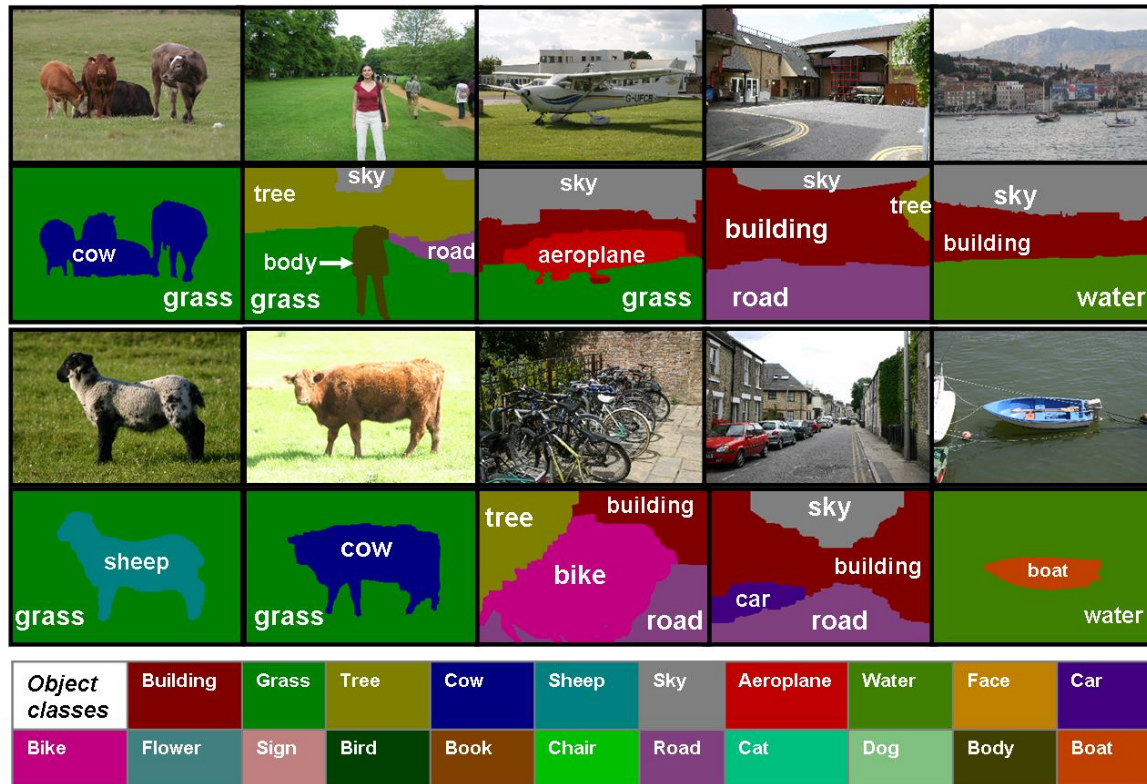 G-UFCB
sky
tree
road
body
grass
cow
grass
sky
aeroplane
grass
sky
tree
building
road
sky
building
water
sheep
grass
cow
grass
tree
building
bike
road
sky
building
car
road
boat
water
Object classes
Building
Grass
Tree
Cow
Sheep
Sky
Aeroplane
Water
Face
Car
Bike
Flower
Sign
Bird
Book
Chair
Road
Cat
Dog
Body
Boat